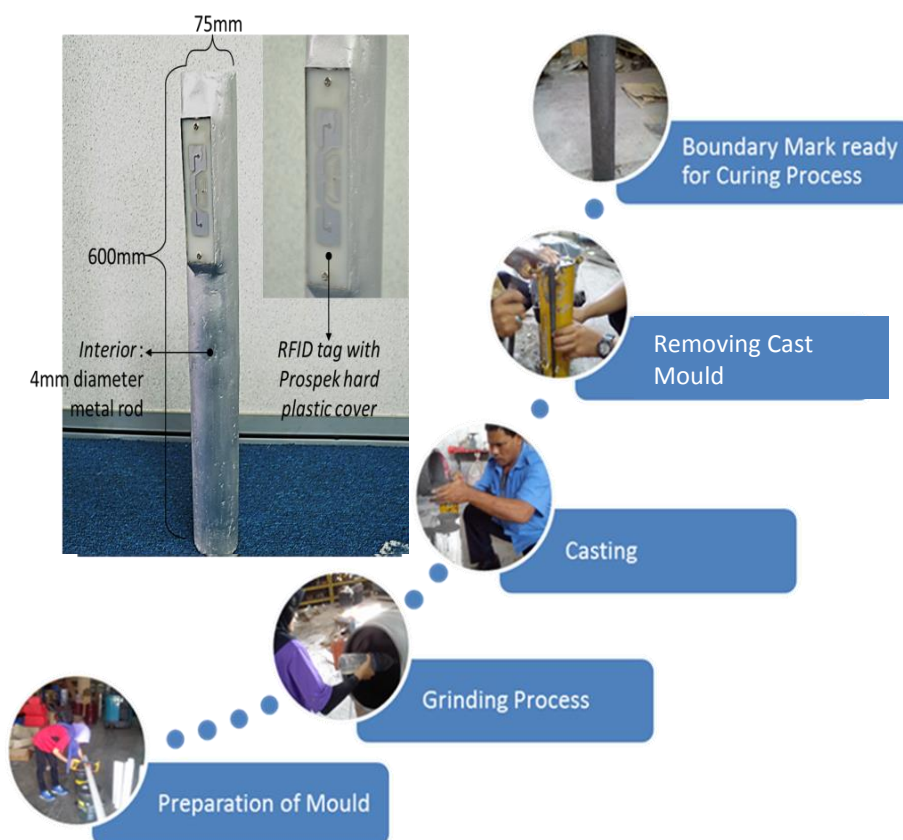 75mm
600mm
Interior :
4mm diameter
metal rod
RFID tag with
Prospek hard
plastic cover
Boundary Mark ready
for Curing Process
Removing Cast
Mould
Casting
Grinding Process
Preparation of Mould